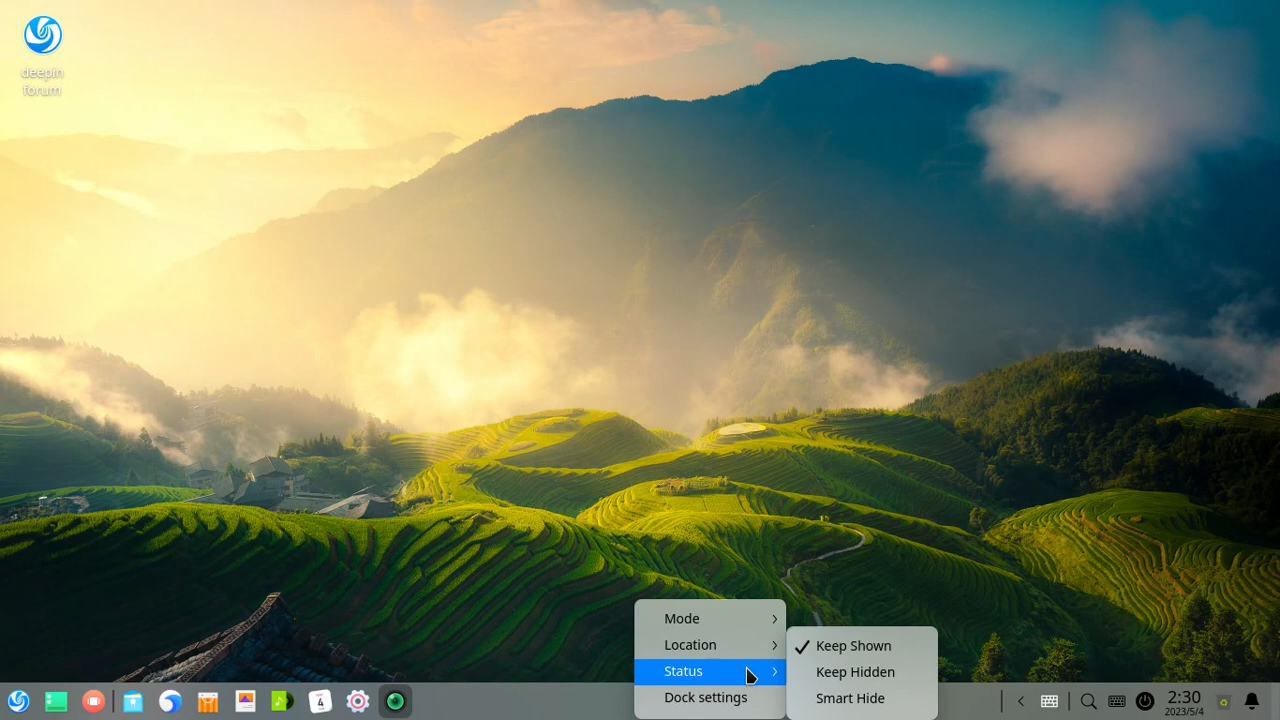 deepin
forum
Mode
Location
Status
Dock settings
Keep Shown
Keep Hidden
Smart Hide
4
2:30
2023/5/4